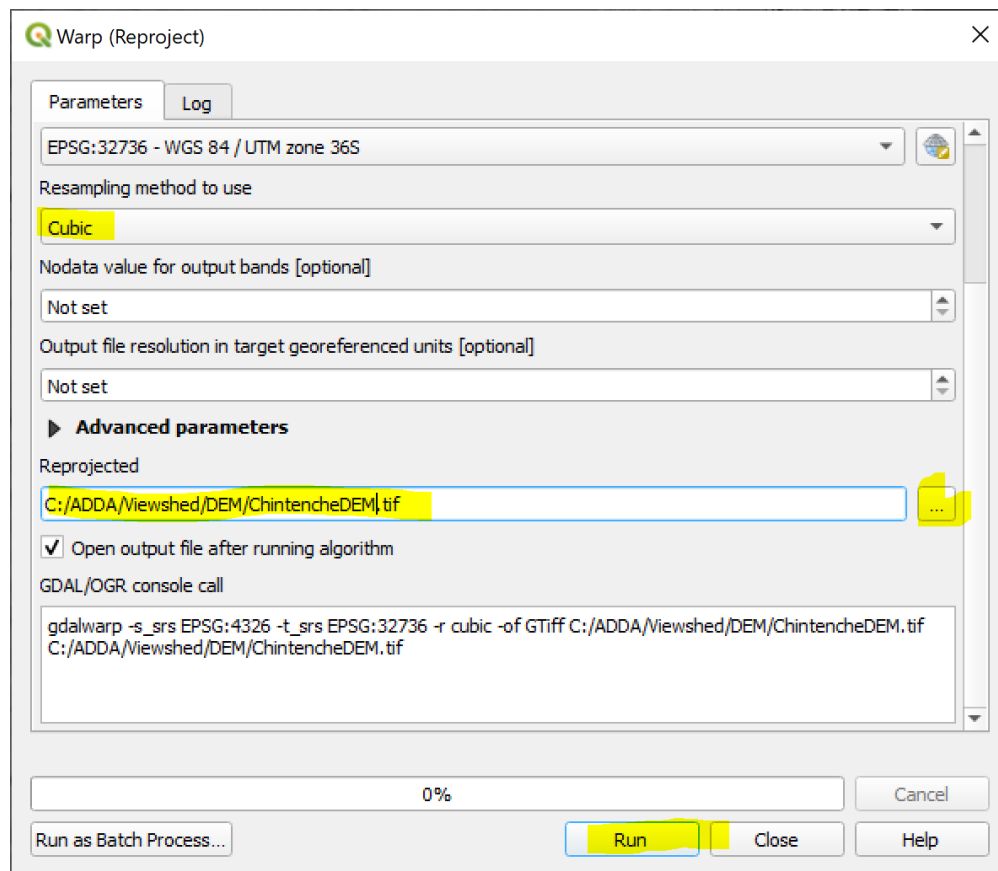 Warp (Reproject)
Parameters
Log
EPSG:32736 - WGS 84 / UTM zone 36S
Resampling method to use
Cubic
Nodata value for output bands [optional]
Not set
Output file resolution in target georeferenced units [optional]
Not set
Advanced parameters
Reprojected
C:/ADDA/Viewshed/DEM/ChintencheDEM.tif
...
Open output file after running algorithm
GDAL/OGR console call
gdalwarp -s_srs EPSG:4326 -t_srs EPSG:32736 -r cubic -of GTiff C:/ADDA/Viewshed/DEM/ChintencheDEM.tif
C:/ADDA/Viewshed/DEM/ChintencheDEM.tif
0%
Cancel
Run as Batch Process...
Run
Close
Help